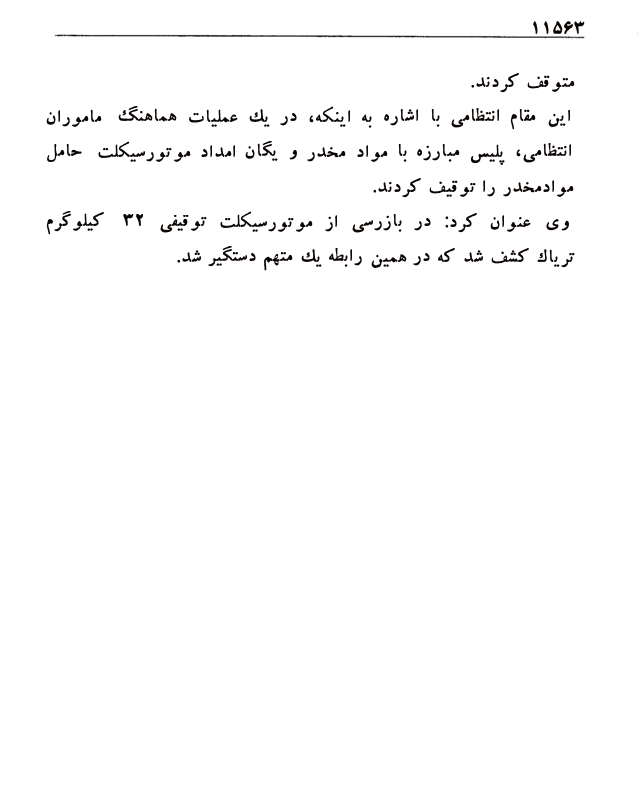 ۱۱۵۶۳
متوقف کردند.
این مقام انتظامی با اشاره به اینکه، در یك عملیات هماهنگ ماموران
انتظامی، پلیس مبارزه با مواد مخدر و یگان امداد موتورسیکلت حامل
موادمخدر را توقیف کردند.
وی عنوان کرد: در بازرسی از موتورسیکلت توقیفی ۳۲ کیلوگرم
تریاك کشف شد که در همین رابطه یك متهم دستگیر شد.